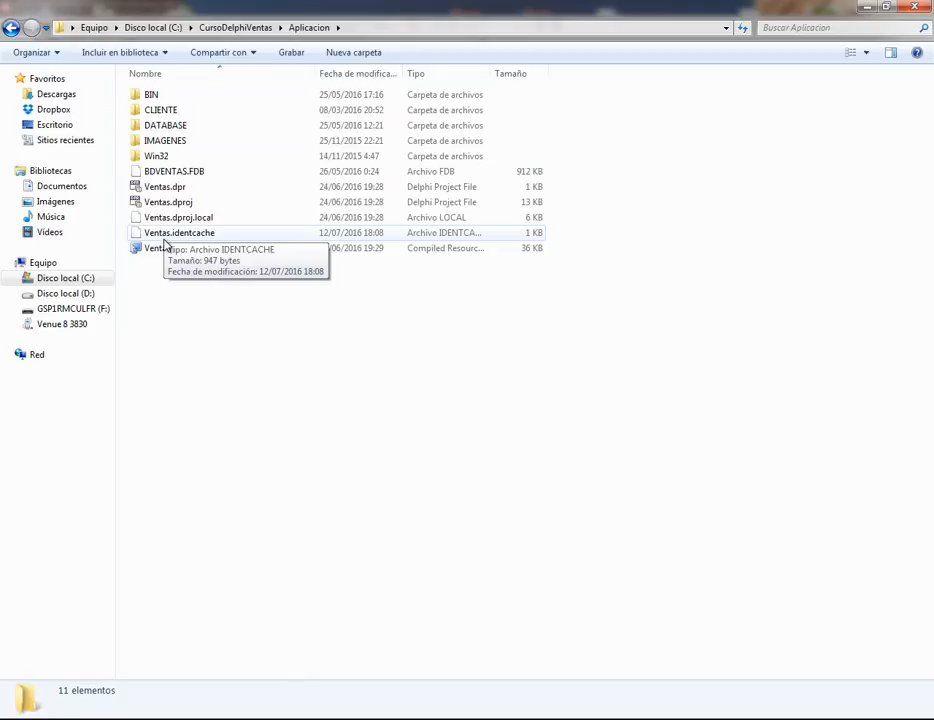 Equipo Disco local (C:) CursoDelphiVentas Aplicacion Buscar Aplicacion
Organizar Incluir en biblioteca Compartir con Grabar Nueva carpeta
Favoritos
Descargas
Dropbox
Escritorio
Sitios recientes
Bibliotecas
Documentos
Imágenes
Música
Vídeos
Equipo
Disco local (C:)
Disco local (D:)
GSP1RMCULFR (F:)
Venue 8 3830
Red
Nombre Fecha de modifica... Tipo Tamaño
BIN 25/05/2016 17:16 Carpeta de archivos
CLIENTE 08/03/2016 20:52 Carpeta de archivos
DATABASE 25/05/2016 12:21 Carpeta de archivos
IMAGENES 25/11/2015 22:21 Carpeta de archivos
Win32 14/11/2015 4:47 Carpeta de archivos
BDVENTAS.FDB 26/05/2016 0:24 Archivo FDB 912 KB
Ventas.dpr 24/06/2016 19:28 Delphi Project File 1 KB
Ventas.dproj 24/06/2016 19:28 Delphi Project File 13 KB
Ventas.dproj.local 24/06/2016 19:28 Archivo LOCAL 6 KB
Ventas.identcache 12/07/2016 18:08 Archivo IDENTCA... 1 KB
/06/2016 19:29 Compiled Resourc... 36 KB
Tipo: Archivo IDENTCACHE
Tamaño: 947 bytes
Fecha de modificación: 12/07/2016 18:08
11 elementos